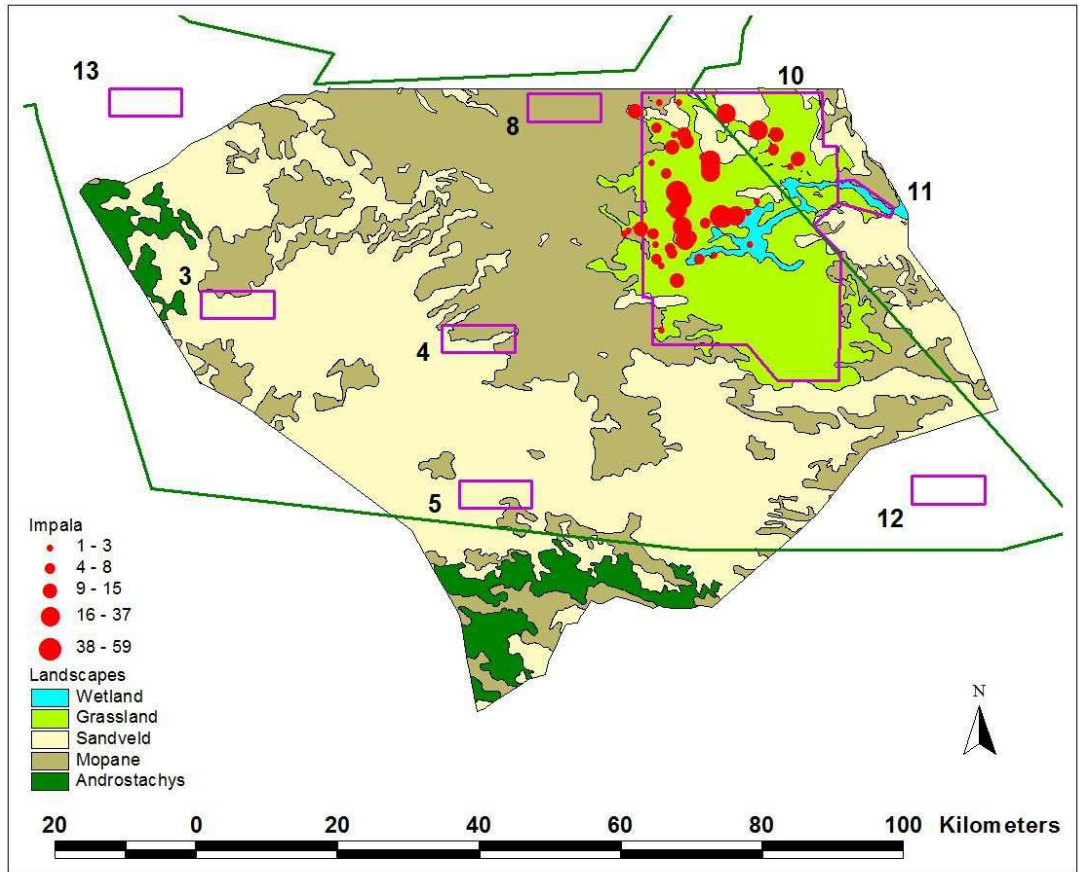 13
10
8
11
3
4
5
12
Impala
1 - 3
4 - 8
9 - 15
16 - 37
38 - 59
Landscapes
Wetland
Grassland
Sandveld
Mopane
Androstachys
N
20 0 20 40 60 80 100 Kilometers